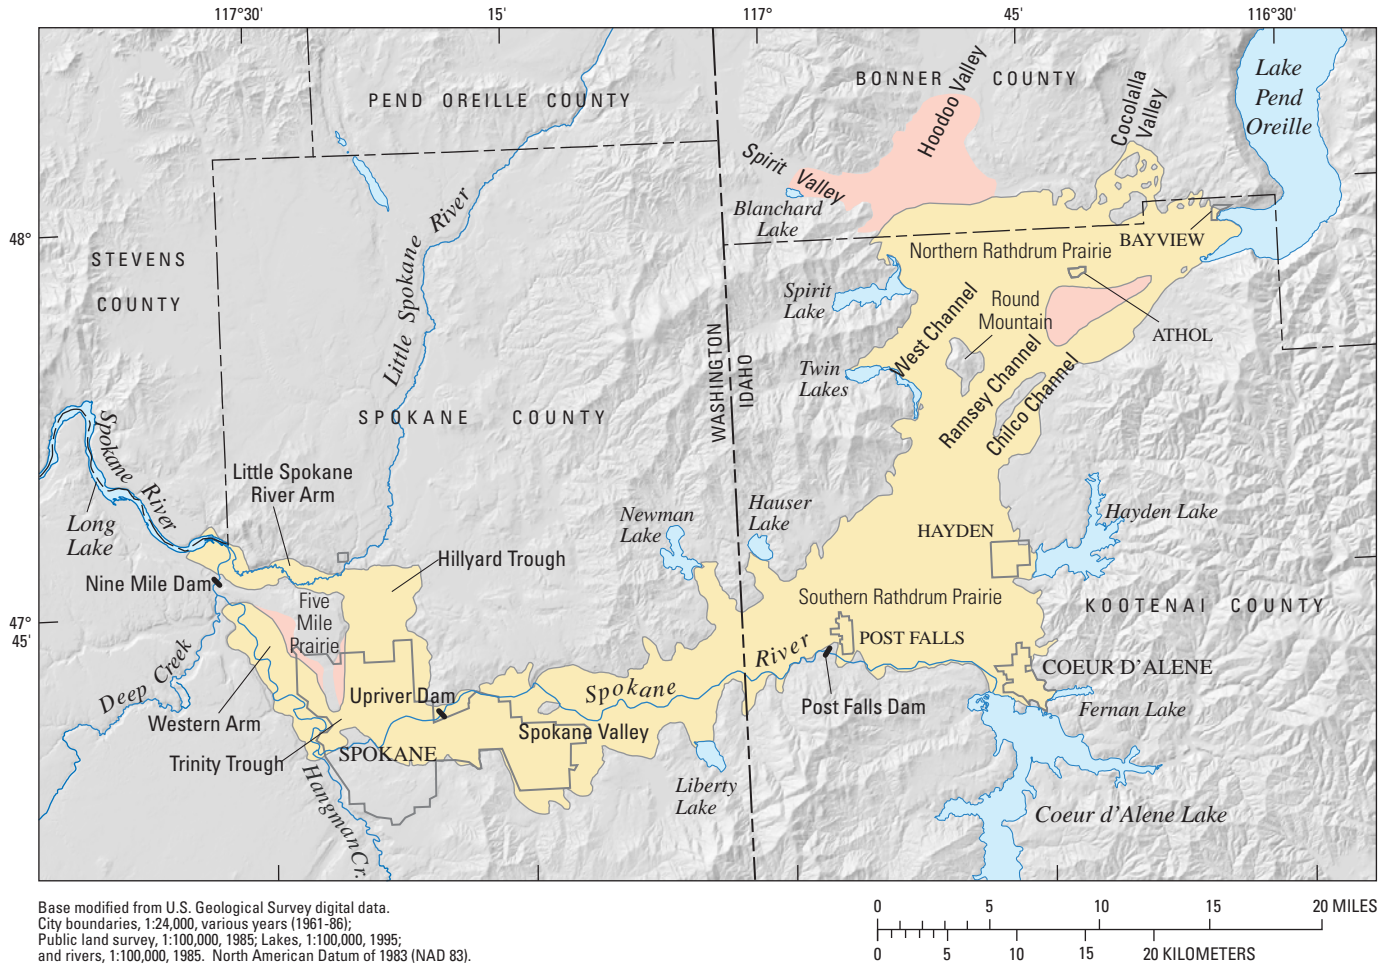 117°30'
15'
117°
45'
116°30'
BONNER COUNTY
PEND OREILLE COUNTY
Hoodoo Valley
Cocolalla
Valley
Lake
Pend
Oreille
Spirit Valley
Blanchard
Lake
48°
STEVENS
COUNTY
Little Spokane River
Northern Rathdrum Prairie
BAYVIEW
Spirit
Lake
West Channel
Round
Mountain
ATHOL
WASHINGTON
IDAHO
Twin
Lakes
Ramsey Channel
Chilco Channel
SPOKANE COUNTY
Spokane River
Little Spokane
River Arm
Long
Lake
Newman
Lake
Hauser
Lake
HAYDEN
Hayden Lake
Hillyard Trough
Nine Mile Dam
Five
Mile
Prairie
Southern Rathdrum Prairie
KOOTENAI COUNTY
47°
45'
POST FALLS
COEUR D'ALENE
Deep Creek
Spokane River
Upriver Dam
Post Falls Dam
Fernan Lake
Western Arm
Spokane Valley
Trinity Trough
SPOKANE
Hangman Cr.
Liberty
Lake
Coeur d'Alene Lake
Base modified from U.S. Geological Survey digital data.
City boundaries, 1:24,000, various years (1961-86);
Public land survey, 1:100,000, 1985; Lakes, 1:100,000, 1995;
and rivers, 1:100,000, 1985. North American Datum of 1983 (NAD 83).
0 5 10 15 20 MILES
0 5 10 15 20 KILOMETERS